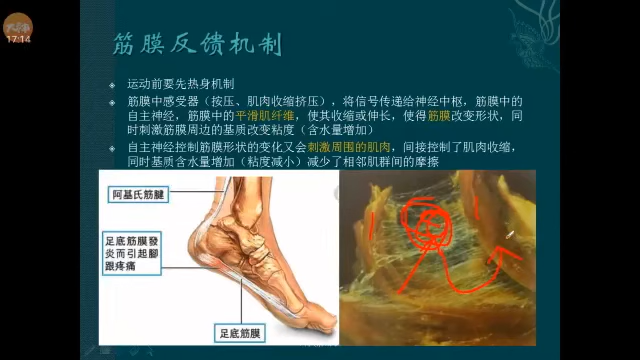 17:14
筋膜反馈机制
运动前要先热身机制
筋膜中感受器（按压、肌肉收缩挤压），将信号传递给神经中枢，筋膜中的
自主神经，筋膜中的平滑肌纤维，使其收缩或伸长，使得筋膜改变形状，同
时刺激筋膜周边的基质改变粘度（含水量增加）
自主神经控制筋膜形状的变化又会刺激周围的肌肉，间接控制了肌肉收缩，
同时基质含水量增加（粘度减小）减少了相邻肌群间的摩擦
阿基氏筋腱
足底筋膜發
炎而引起腳
跟疼痛
足底筋膜